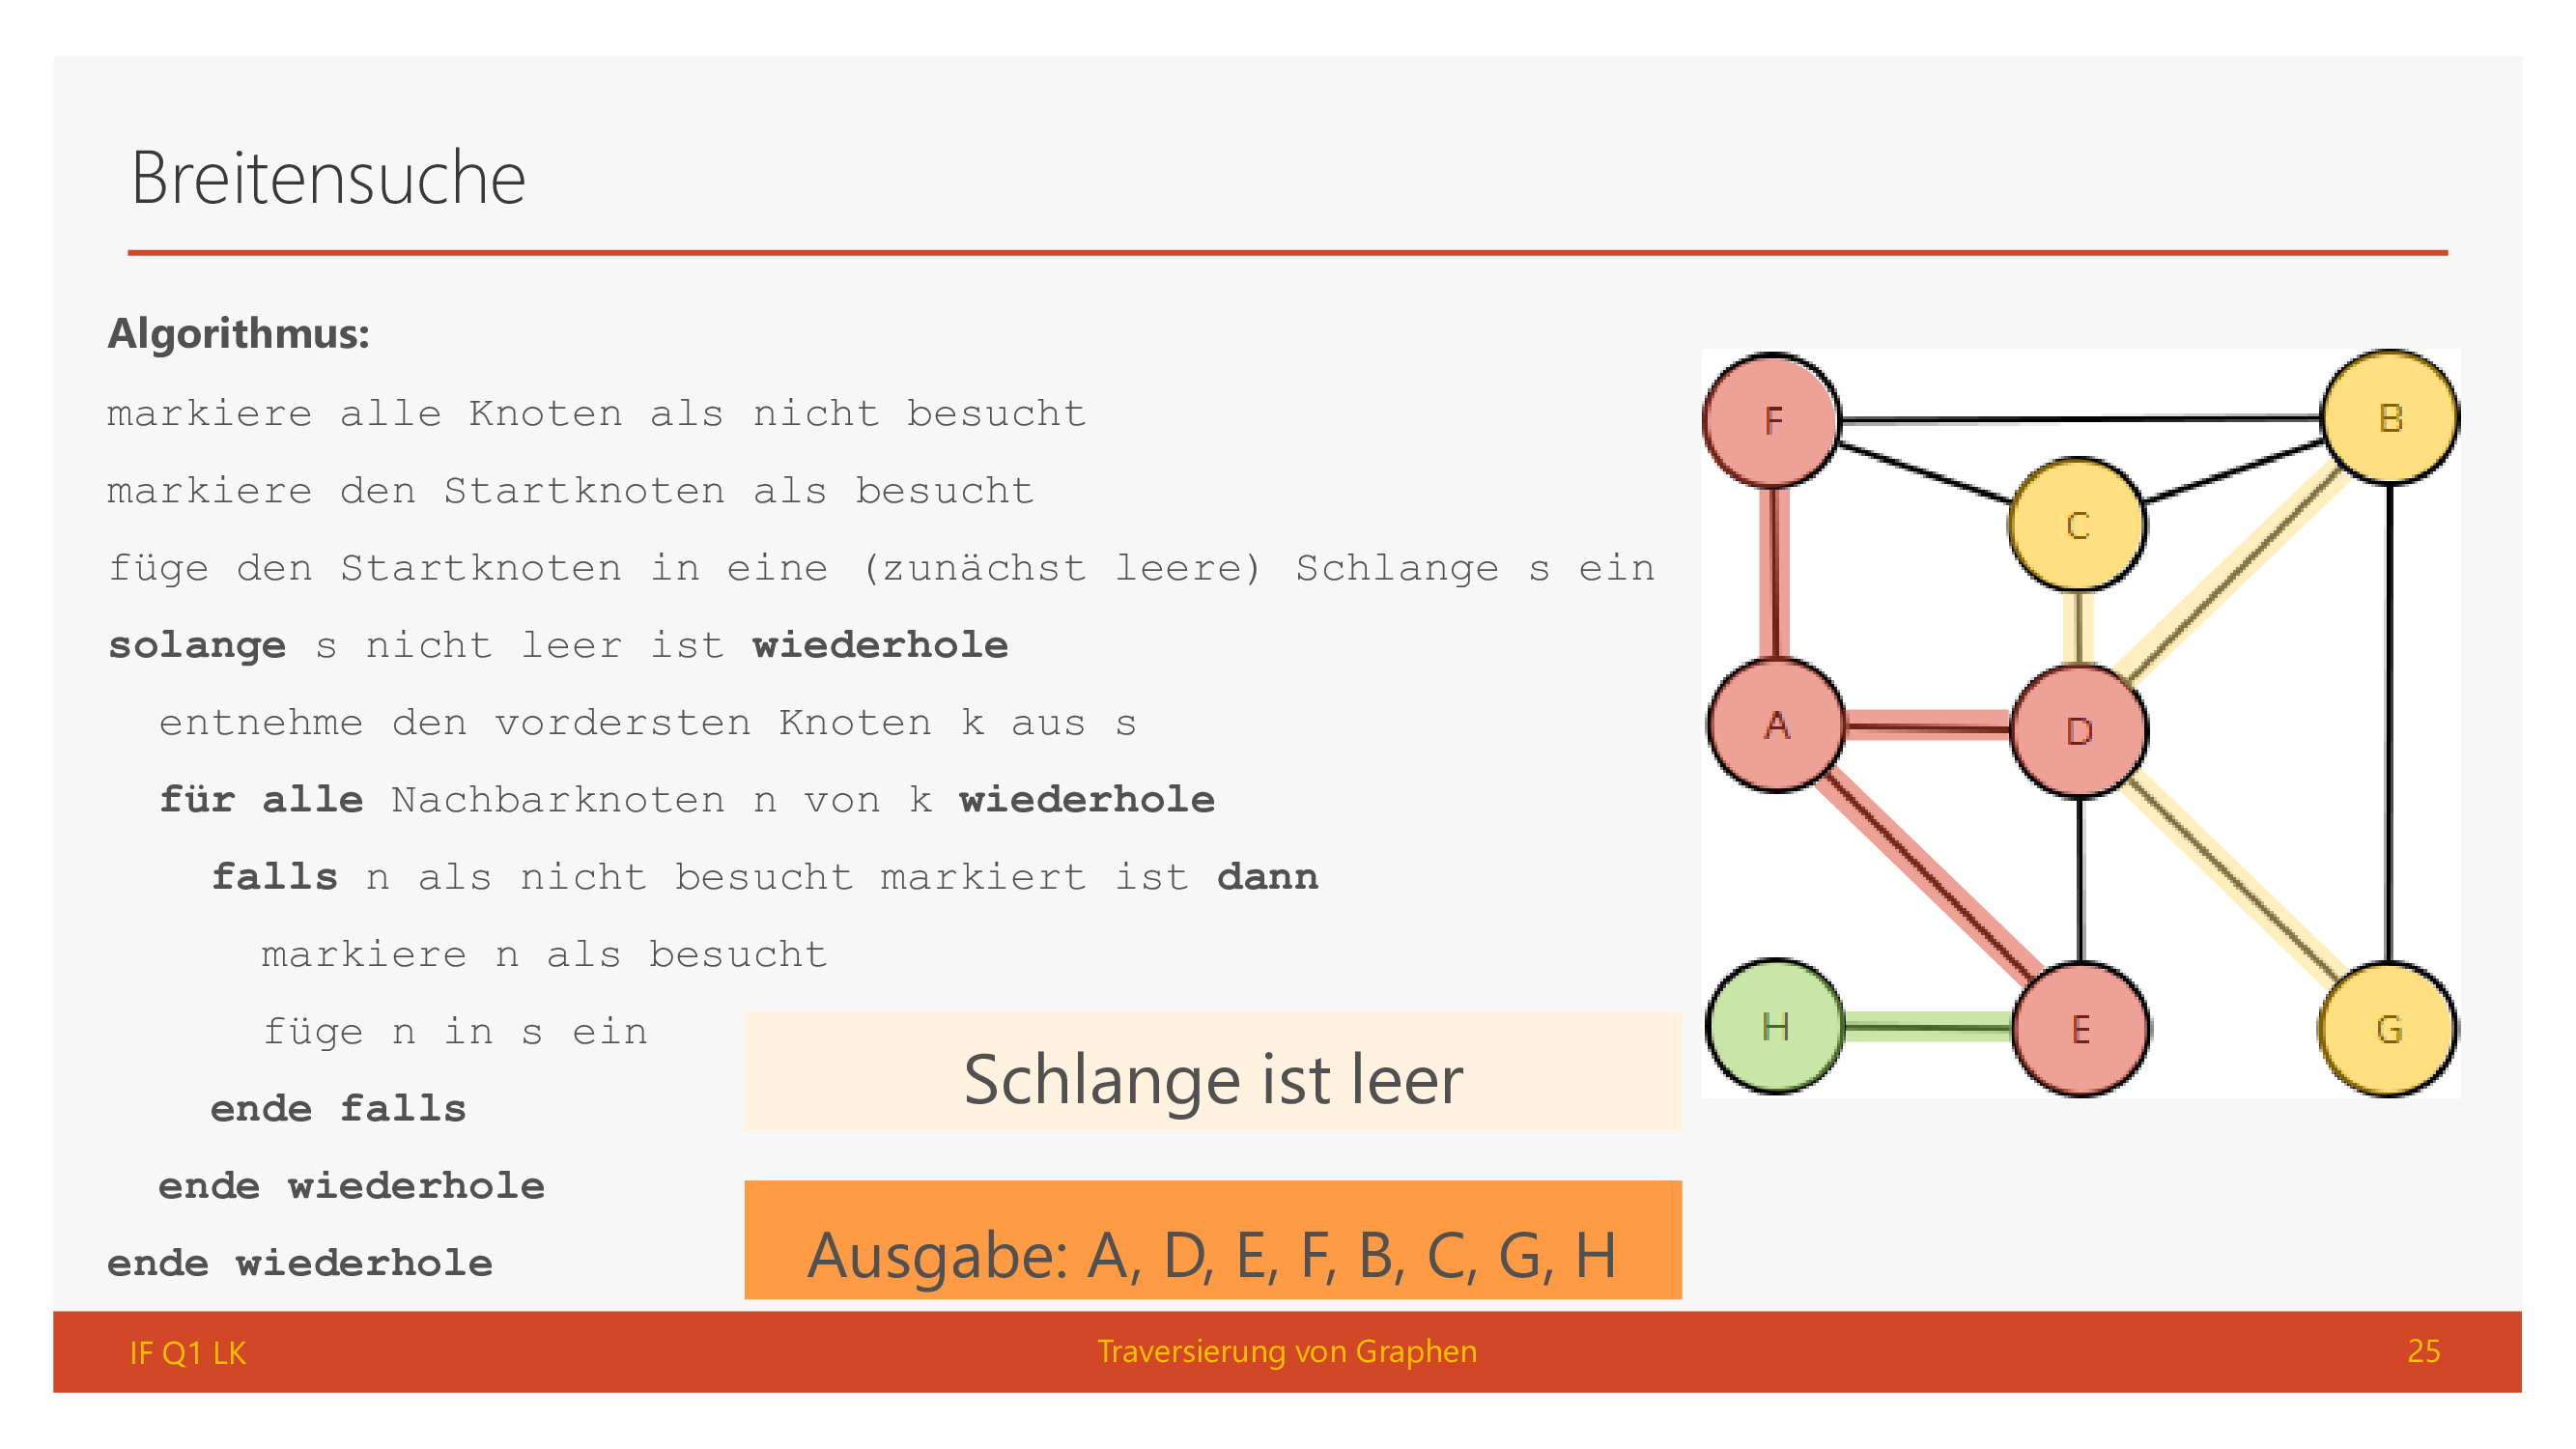 Breitensuche
Algorithmus:
markiere alle Knoten als nicht besucht
markiere den Startknoten als besucht
füge den Startknoten in eine (zunächst leere) Schlange s ein
solange s nicht leer ist wiederhole
entnehme den vordersten Knoten k aus s
für alle Nachbarknoten n von k wiederhole
falls n als nicht besucht markiert ist dann
markiere n als besucht
füge n in s ein
ende falls
ende wiederhole
ende wiederhole
Schlange ist leer
Ausgabe: A, D, E, F, B, C, G, H
F
B
C
A
D
H
E
G
IF Q1 LK
Traversierung von Graphen
25